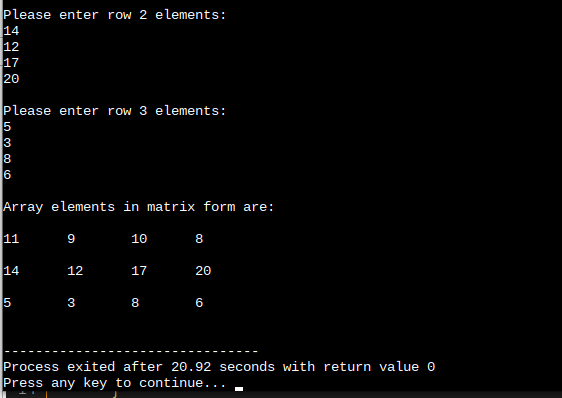 Please enter row 2 elements:
14
12
17
20
Please enter row 3 elements:
5
3
8
6
Array elements in matrix form are:
11 9 10 8
14 12 17 20
5 3 8 6
--------------------------------
Process exited after 20.92 seconds with return value 0
Press any key to continue...